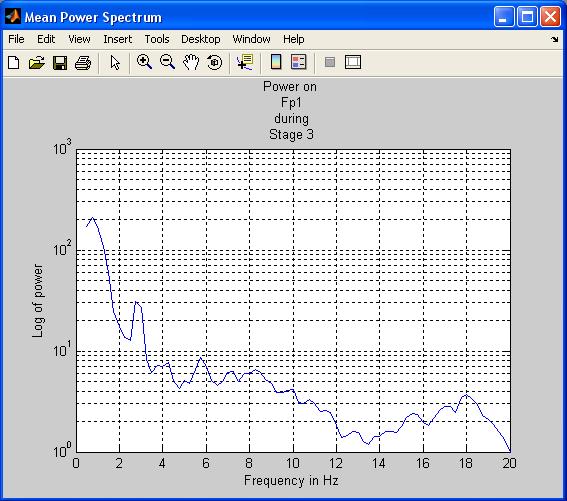 Mean Power Spectrum
File Edit View Insert Tools Desktop Window Help
Power on
Fp1
during
Stage 3
10^3
10^2
10^1
10^0
Log of power
0 2 4 6 8 10 12 14 16 18 20
Frequency in Hz